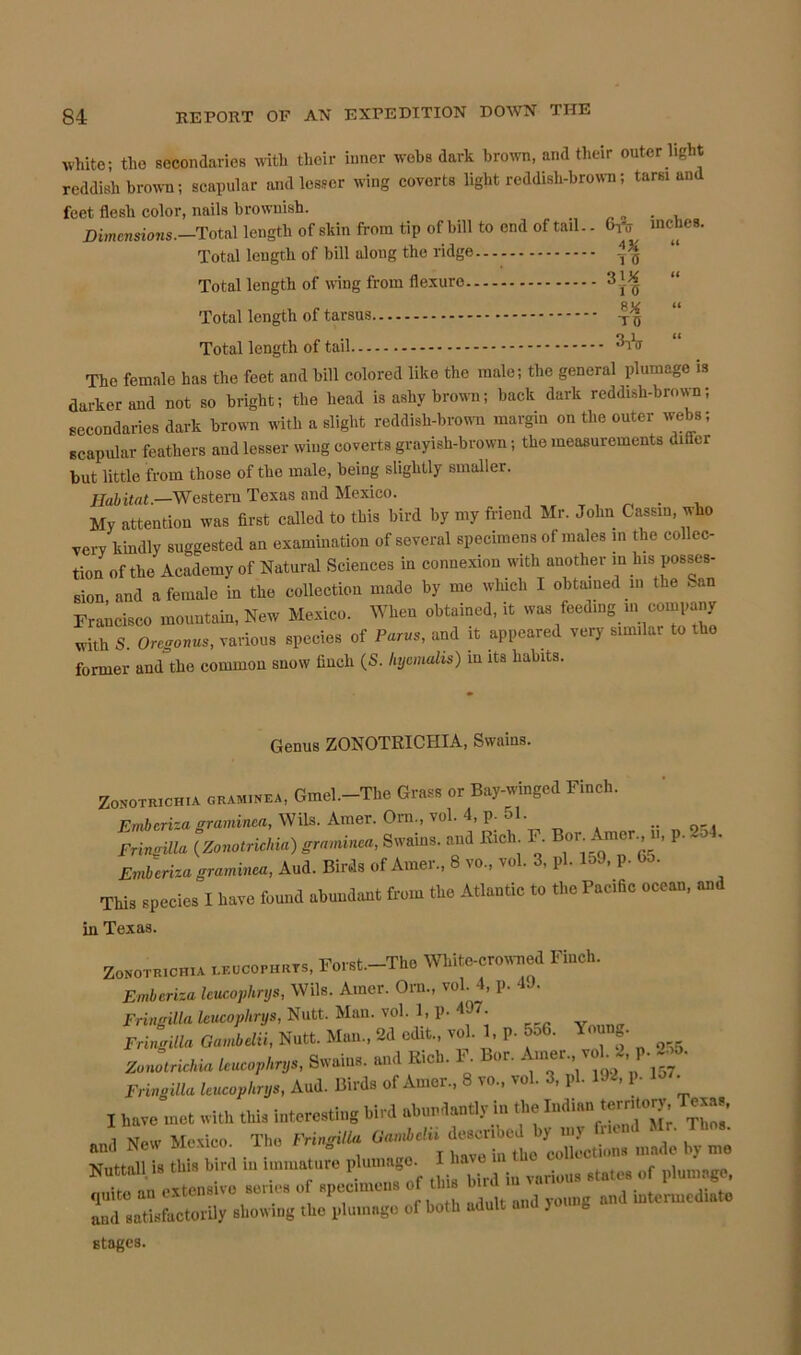 84 REPORT OF AN EXPEDITION DOWN THE
white; the secondaries with their inner webs dark brown, and their outer light
reddish brown; scapular and lesser wing coverts light reddish-brown; tarsi and
feet flesh color, nails brownish.
Dimensions.—Total length of skin from tip of bill to end of tail.. 6 2/10 inches.
Total length of bill along the ridge................ 4½/10 “
Total length of wing from flexure................ 3 1½/10 “
Total length of tarsus............................ 8½/10 “
Total length of tail................................ 3 1/10 “
The female has the feet and bill colored like the male; the general plumage is
darker and not so bright; the head is ashy brown; back dark reddish-brown;
secondaries dark brown with a slight reddish-brown margin on the outer webs;
scapular feathers and lesser wing coverts grayish-brown; the measurements differ
but little from those of the male, being slightly smaller.
Habitat.—Western Texas and Mexico.
My attention was first called to this bird by my friend Mr. John Cassin, who
very kindly suggested an examination of several specimens of males in the collec-
tion of the Academy of Natural Sciences in connexion with another in his posses-
sion, and a female in the collection made by me which I obtained in the San
Francisco mountain, New Mexico. When obtained, it was feeding in company
with S. Oregonus, various species of Parus, and it appeared very similar to the
former and the common snow finch (S. hyemalis) in its habits.
Genus ZONOTRICHIA, Swains.
ZONOTRICHIA GRAMINEA, Gmel.—The Grass or Bay-winged Finch.
Emberiza graminea, Wils. Amer. Orn., vol. 4, p. 51.
Fringilla (Zonotrichia) graminea, Swains. and Rich. F. Bor. Amer., ii, p. 254.
Emberiza graminea, Aud. Birds of Amer., 8 vo., vol. 3, pl. 159, p. 65.
This species I have found abundant from the Atlantic to the Pacific ocean, and
in Texas.
ZONOTRICHIA LEUCOPHRYS, Forst.—The White-crowned Finch.
Emberiza leucophrys, Wils. Amer. Orn., vol. 4, p. 49.
Fringilla leucophrys, Nutt. Man. vol. 1, p. 497.
Fringilla Gambelii, Nutt. Man., 2d edit., vol. 1, p. 556. Young.
Zonotrichia leucophrys, Swains. and Rich. F. Bor. Amer., vol. 2, p. 255.
Fringilla leucophrys, Aud. Birds of Amer., 8 vo., vol. 3, pl. 192, p. 157.
I have met with this interesting bird abundantly in the Indian territory, Texas,
and New Mexico. The Fringilla Gambelii described by my friend Mr. Thos.
Nuttall is this bird in immature plumage. I have in the collections made by me
quite an extensive series of specimens of this bird in various states of plumage,
and satisfactorily showing the plumage of both adult and young and intermediate
stages.